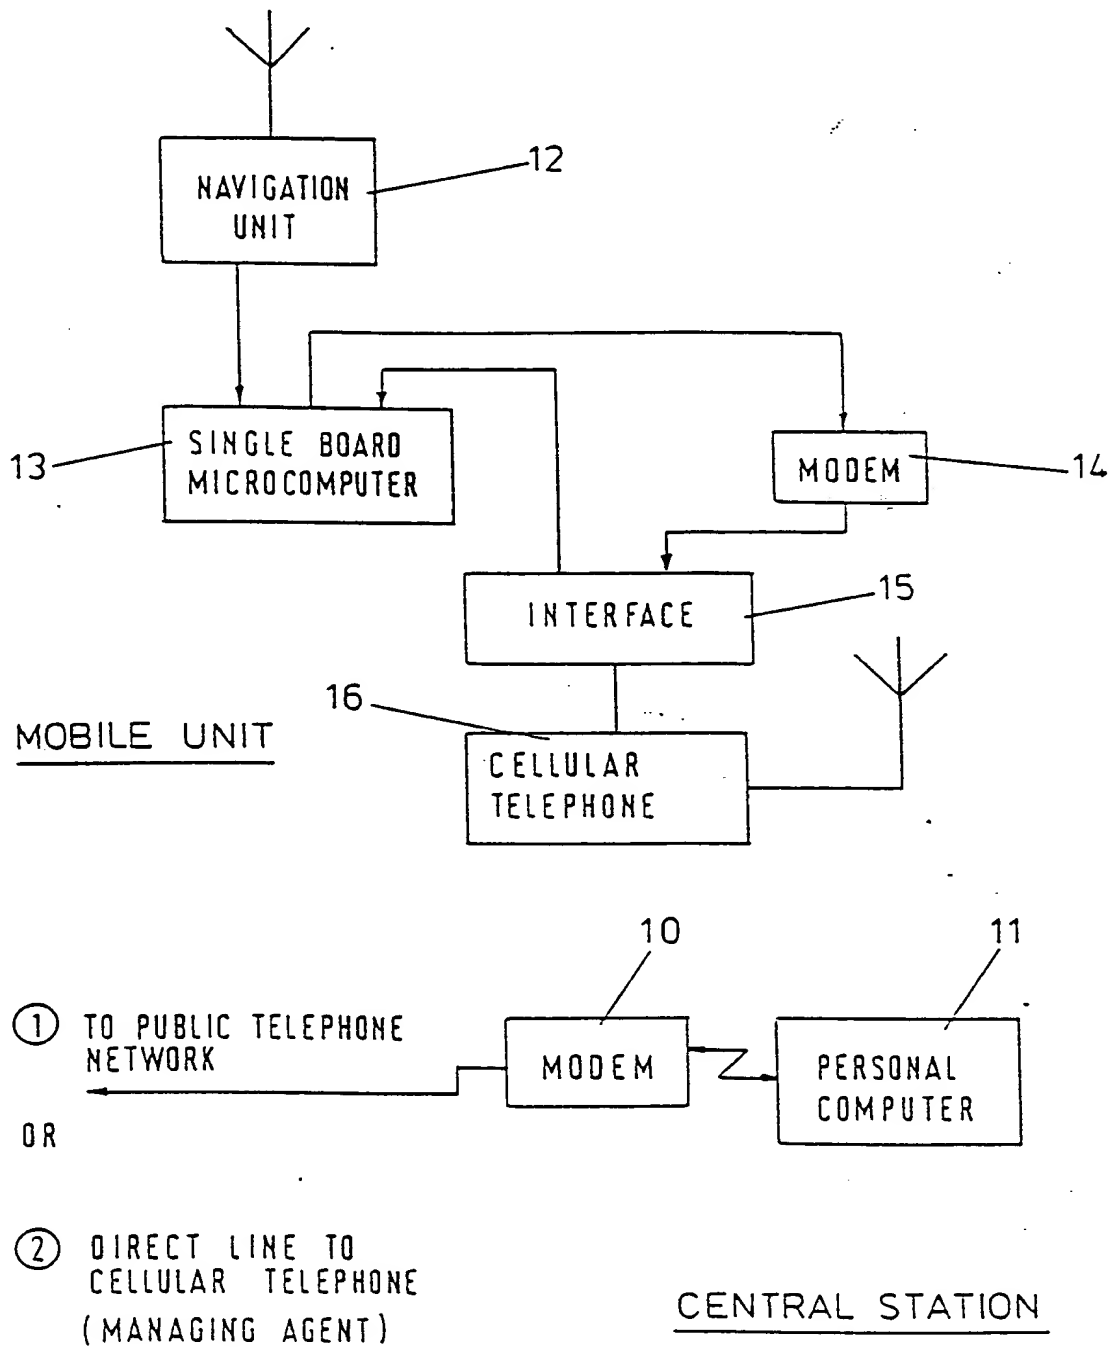 12
NAVIGATION
UNIT
13
SINGLE BOARD
MICROCOMPUTER
MODEM
14
INTERFACE
15
16
MOBILE UNIT
CELLULAR
TELEPHONE
10
11
1 TO PUBLIC TELEPHONE
NETWORK
MODEM
PERSONAL
COMPUTER
OR
2 DIRECT LINE TO
CELLULAR TELEPHONE
(MANAGING AGENT)
CENTRAL STATION